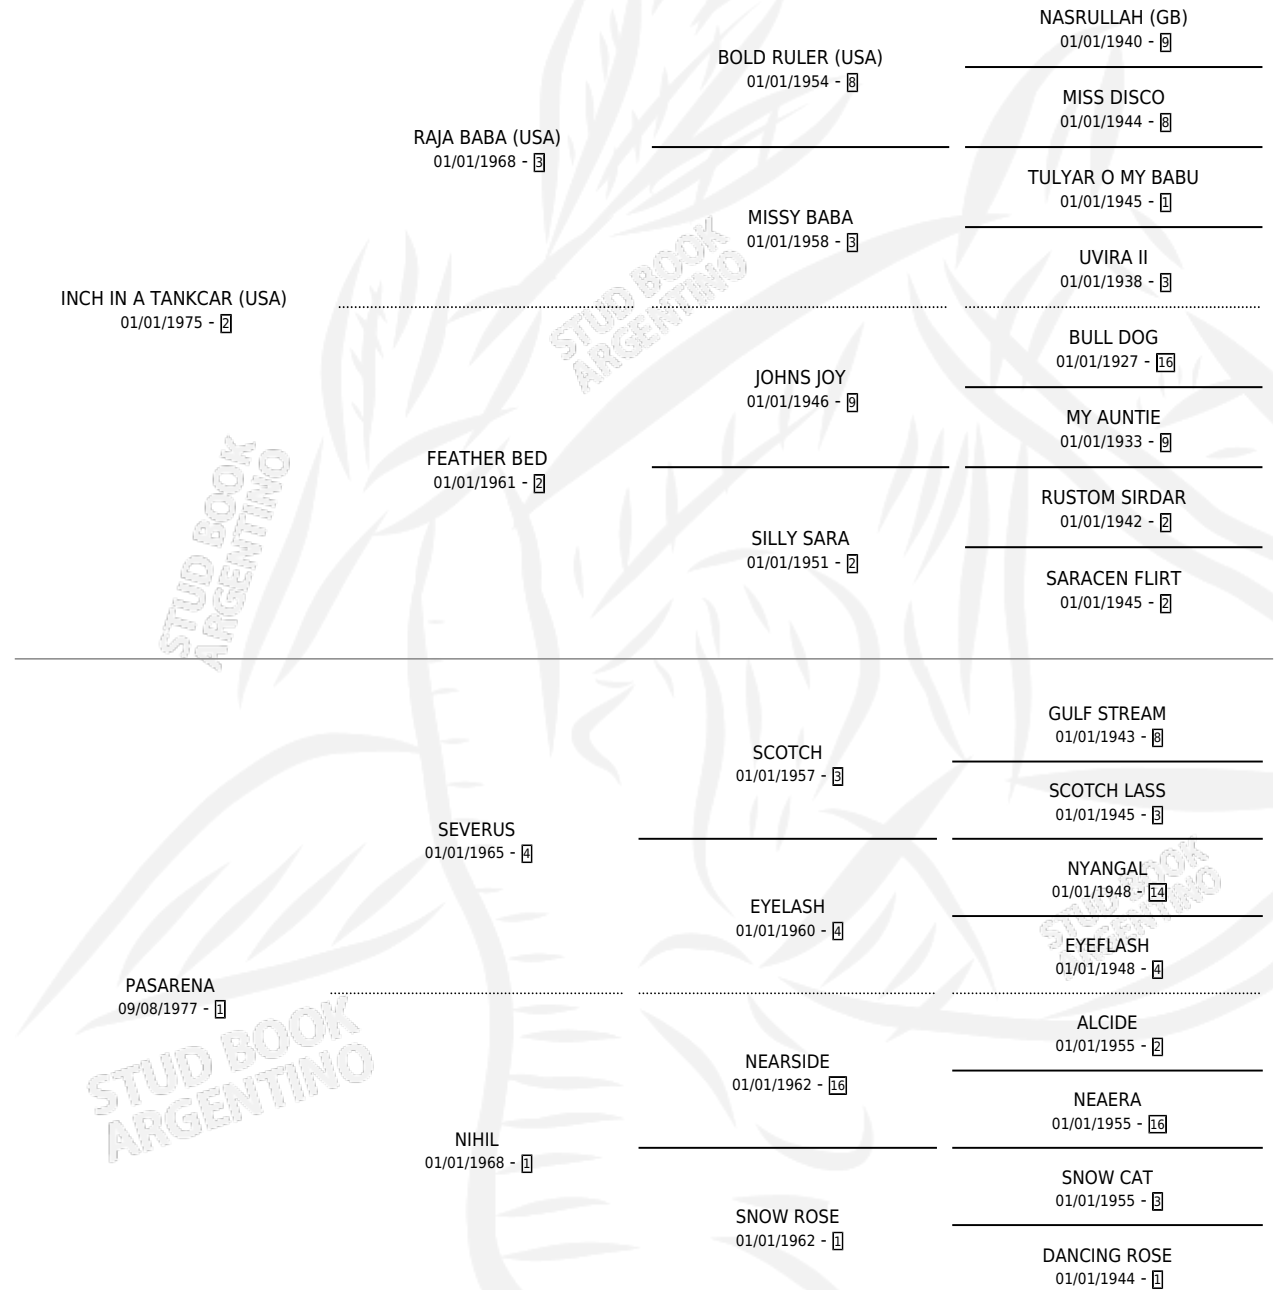 NASRULLAH (GB)
01/01/1940 - 9
BOLD RULER (USA)
01/01/1954 - 8
MISS DISCO
01/01/1944 - 8
RAJA BABA (USA)
01/01/1968 - 3
TULYAR O MY BABU
01/01/1945 - 1
MISSY BABA
01/01/1958 - 3
UVIRA II
01/01/1938 - 3
INCH IN A TANKCAR (USA)
01/01/1975 - 2
BULL DOG
01/01/1927 - 16
JOHNS JOY
01/01/1946 - 9
MY AUNTIE
01/01/1933 - 9
FEATHER BED
01/01/1961 - 2
RUSTOM SIRDAR
01/01/1942 - 2
SILLY SARA
01/01/1951 - 2
SARACEN FLIRT
01/01/1945 - 2
GULF STREAM
01/01/1943 - 8
SCOTCH
01/01/1957 - 3
SCOTCH LASS
01/01/1945 - 3
SEVERUS
01/01/1965 - 4
NYANGAL
01/01/1948 - 14
EYELASH
01/01/1960 - 4
EYEFLASH
01/01/1948 - 4
PASARENA
09/08/1977 - 1
ALCIDE
01/01/1955 - 2
NEARSIDE
01/01/1962 - 16
NEAERA
01/01/1955 - 16
NIHIL
01/01/1968 - 1
SNOW CAT
01/01/1955 - 3
SNOW ROSE
01/01/1962 - 1
DANCING ROSE
01/01/1944 - 1
STUD BOOK
ARGENTINO
STUD BOOK
ARGENTINO
STUD BOOK
ARGENTINO
STUD BOOK
ARGENTINO